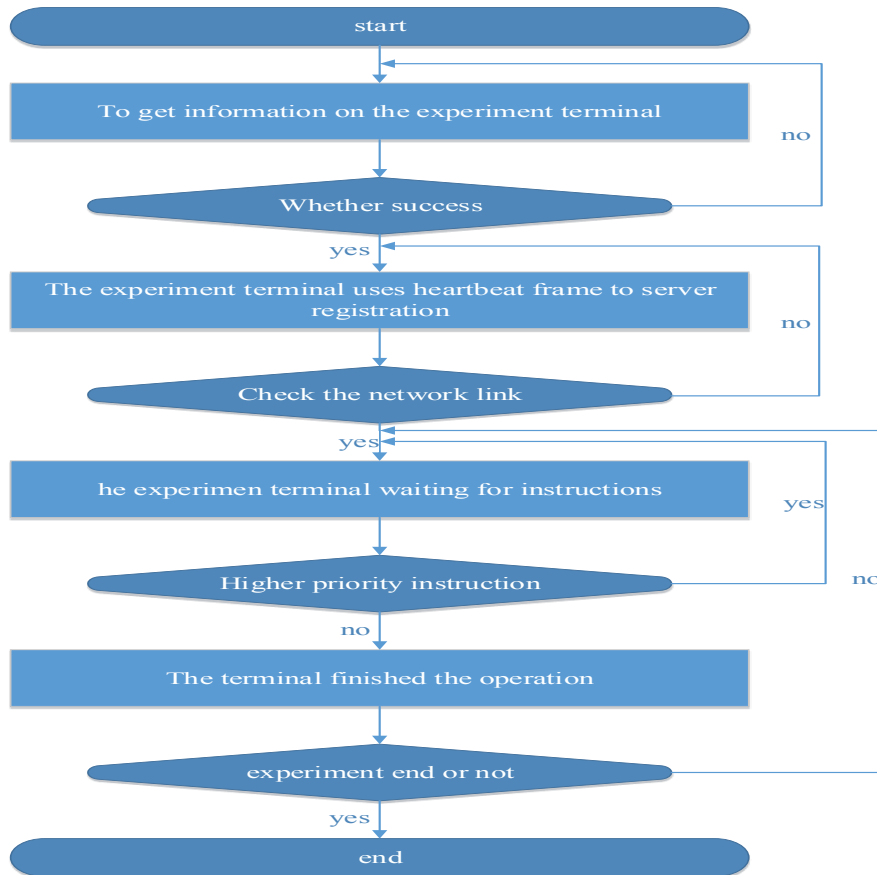 start
To get information on the experiment terminal
no
Whether success
yes
The experiment terminal uses heartbeat frame to server
registration
no
Check the network link
yes
he experimen terminal waiting for instructions
yes
Higher priority instruction
no
no
The terminal finished the operation
experiment end or not
yes
end